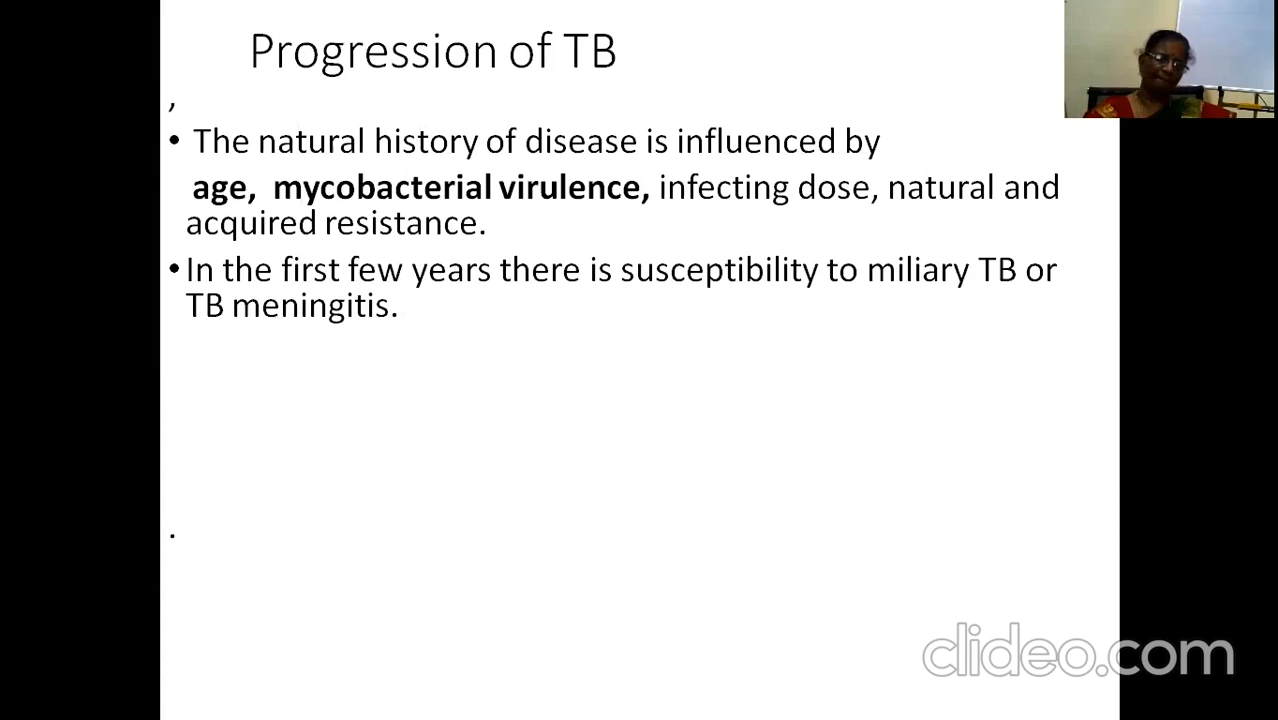 Progression of TB
,
• The natural history of disease is influenced by
age, mycobacterial virulence, infecting dose, natural and
acquired resistance.
• In the first few years there is susceptibility to miliary TB or
TB meningitis.
.
clideo.com